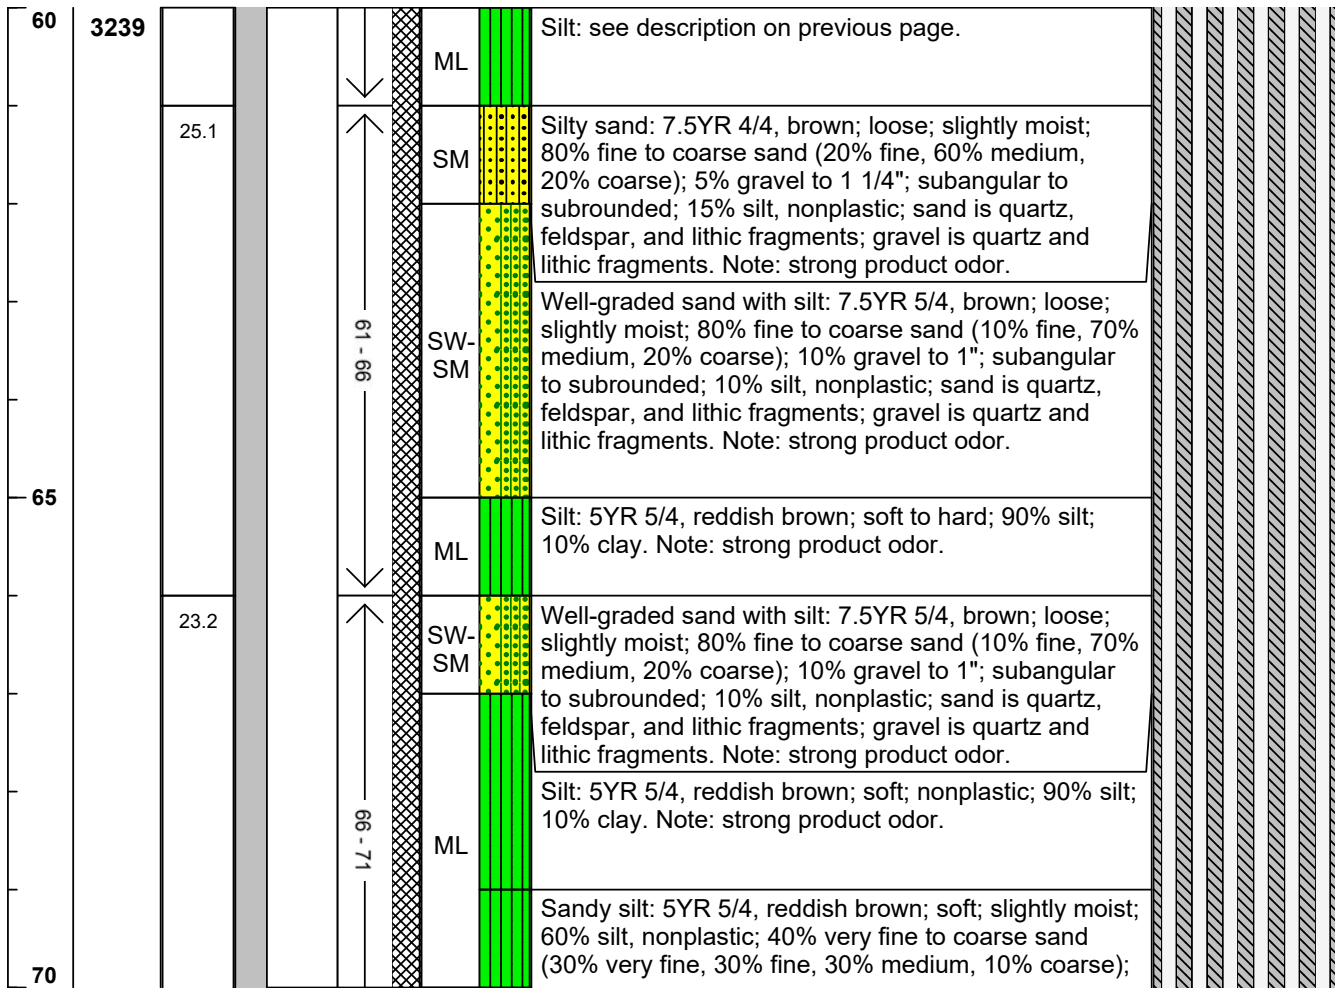 60
3239
ML
Silt: see description on previous page.
25.1
SM
Silty sand: 7.5YR 4/4, brown; loose; slightly moist;
80% fine to coarse sand (20% fine, 60% medium,
20% coarse); 5% gravel to 1 1/4"; subangular to
subrounded; 15% silt, nonplastic; sand is quartz,
feldspar, and lithic fragments; gravel is quartz and
lithic fragments. Note: strong product odor.
61 - 66
SW-
SM
Well-graded sand with silt: 7.5YR 5/4, brown; loose;
slightly moist; 80% fine to coarse sand (10% fine, 70%
medium, 20% coarse); 10% gravel to 1"; subangular
to subrounded; 10% silt, nonplastic; sand is quartz,
feldspar, and lithic fragments; gravel is quartz and
lithic fragments. Note: strong product odor.
65
ML
Silt: 5YR 5/4, reddish brown; soft to hard; 90% silt;
10% clay. Note: strong product odor.
23.2
SW-
SM
Well-graded sand with silt: 7.5YR 5/4, brown; loose;
slightly moist; 80% fine to coarse sand (10% fine, 70%
medium, 20% coarse); 10% gravel to 1"; subangular
to subrounded; 10% silt, nonplastic; sand is quartz,
feldspar, and lithic fragments; gravel is quartz and
lithic fragments. Note: strong product odor.
66 - 71
ML
Silt: 5YR 5/4, reddish brown; soft; nonplastic; 90% silt;
10% clay. Note: strong product odor.
Sandy silt: 5YR 5/4, reddish brown; soft; slightly moist;
60% silt, nonplastic; 40% very fine to coarse sand
(30% very fine, 30% fine, 30% medium, 10% coarse);
70